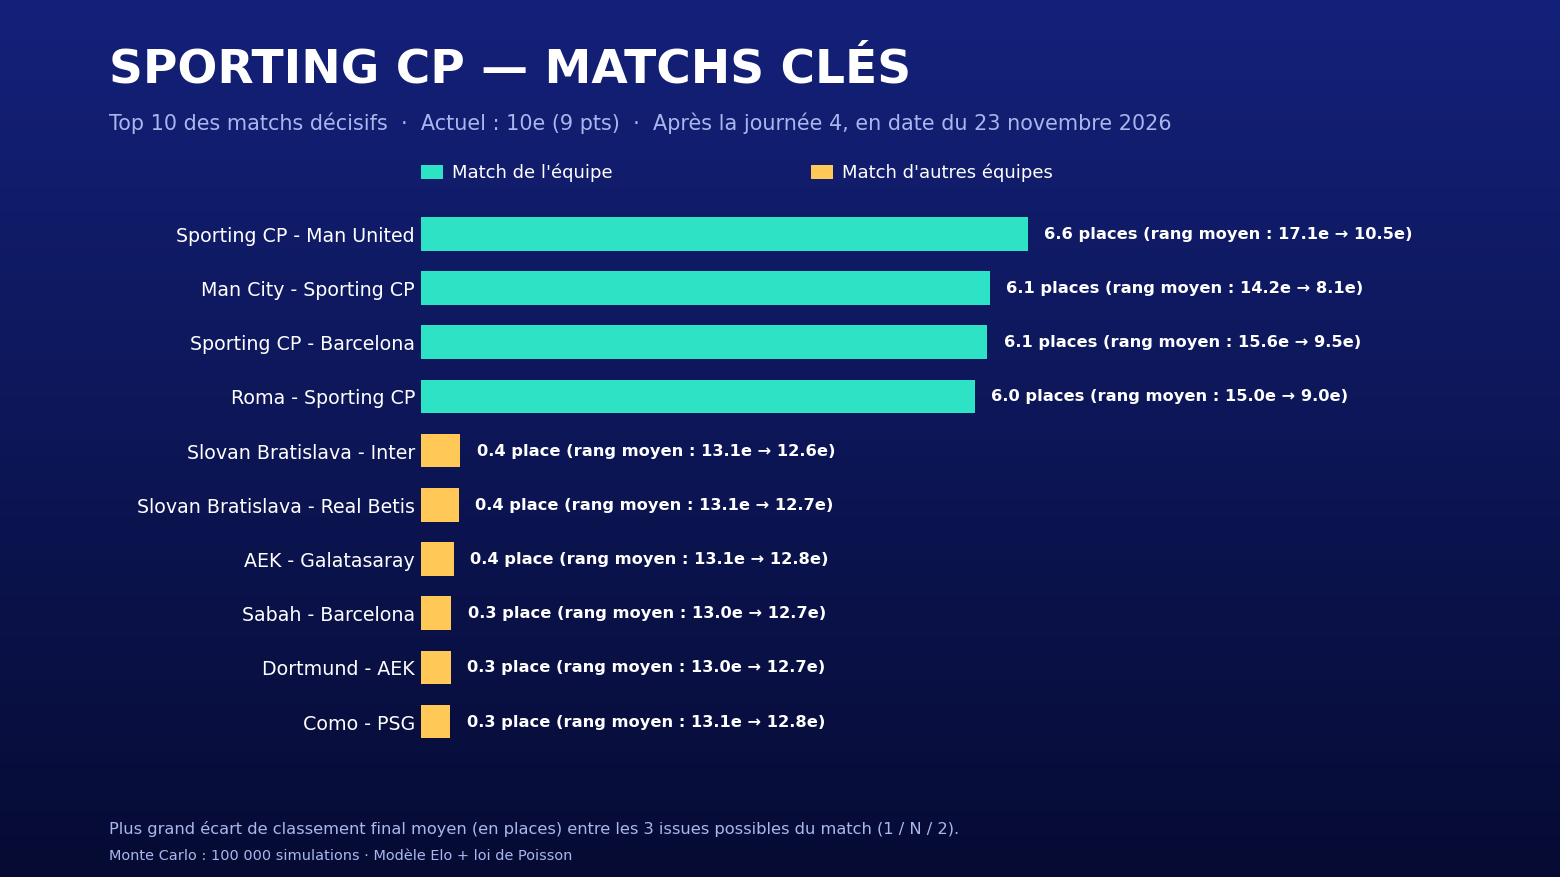 SPORTING CP — MATCHS CLÉS
Top 10 des matchs décisifs · Actuel : 10e (9 pts) · Après la journée 4, en date du 23 novembre 2026
Match de l'équipe Match d'autres équipes
Sporting CP - Man United 6.6 places (rang moyen : 17.1e → 10.5e)
Man City - Sporting CP 6.1 places (rang moyen : 14.2e → 8.1e)
Sporting CP - Barcelona 6.1 places (rang moyen : 15.6e → 9.5e)
Roma - Sporting CP 6.0 places (rang moyen : 15.0e → 9.0e)
Slovan Bratislava - Inter 0.4 place (rang moyen : 13.1e → 12.6e)
Slovan Bratislava - Real Betis 0.4 place (rang moyen : 13.1e → 12.7e)
AEK - Galatasaray 0.4 place (rang moyen : 13.1e → 12.8e)
Sabah - Barcelona 0.3 place (rang moyen : 13.0e → 12.7e)
Dortmund - AEK 0.3 place (rang moyen : 13.0e → 12.7e)
Como - PSG 0.3 place (rang moyen : 13.1e → 12.8e)
Plus grand écart de classement final moyen (en places) entre les 3 issues possibles du match (1 / N / 2).
Monte Carlo : 100 000 simulations · Modèle Elo + loi de Poisson